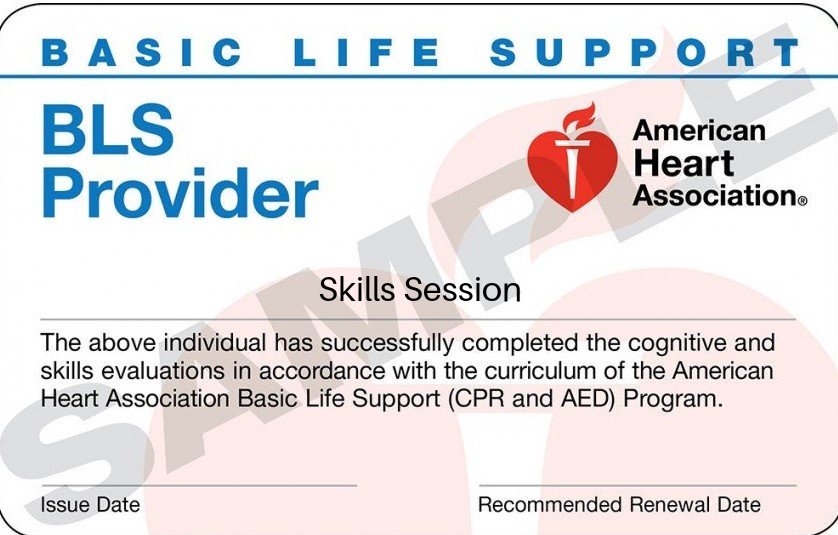 BASIC LIFE SUPPORT
BLS
Provider
American
Heart
Association®
SAMPLE
Skills Session
The above individual has successfully completed the cognitive and
skills evaluations in accordance with the curriculum of the American
Heart Association Basic Life Support (CPR and AED) Program.
Issue Date
Recommended Renewal Date